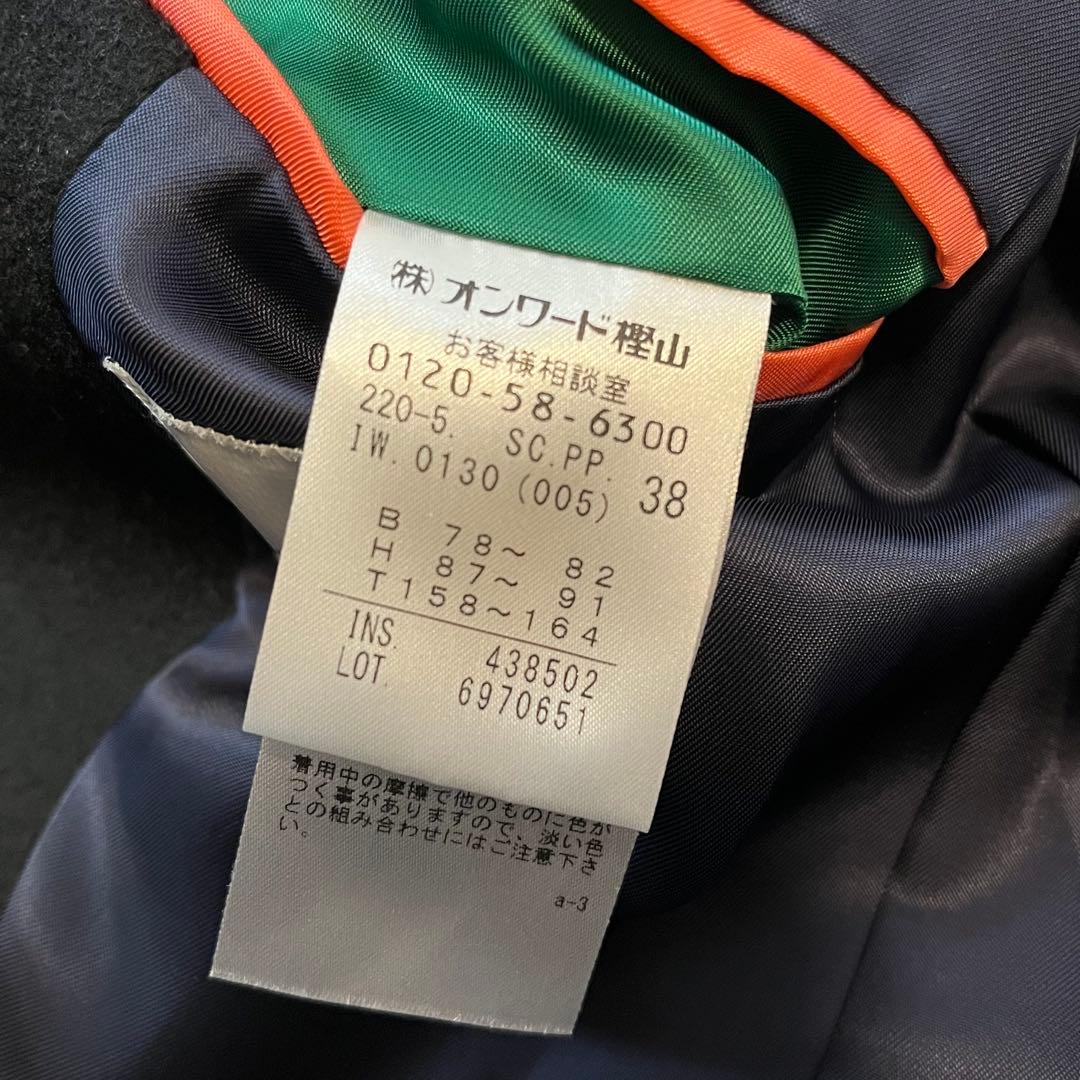 (株)オンワード樫山
お客様相談室
0120-58-6300
220-5. SC.PP. 38
IW.0130(005)
B 78~ 82
H 87~ 91
T158~164
INS. 438502
LOT. 6970651
着用中の摩擦で他のものに色が
つく事がありますので、淡い色
との組み合わせにはご注意下さ
い。
a-3